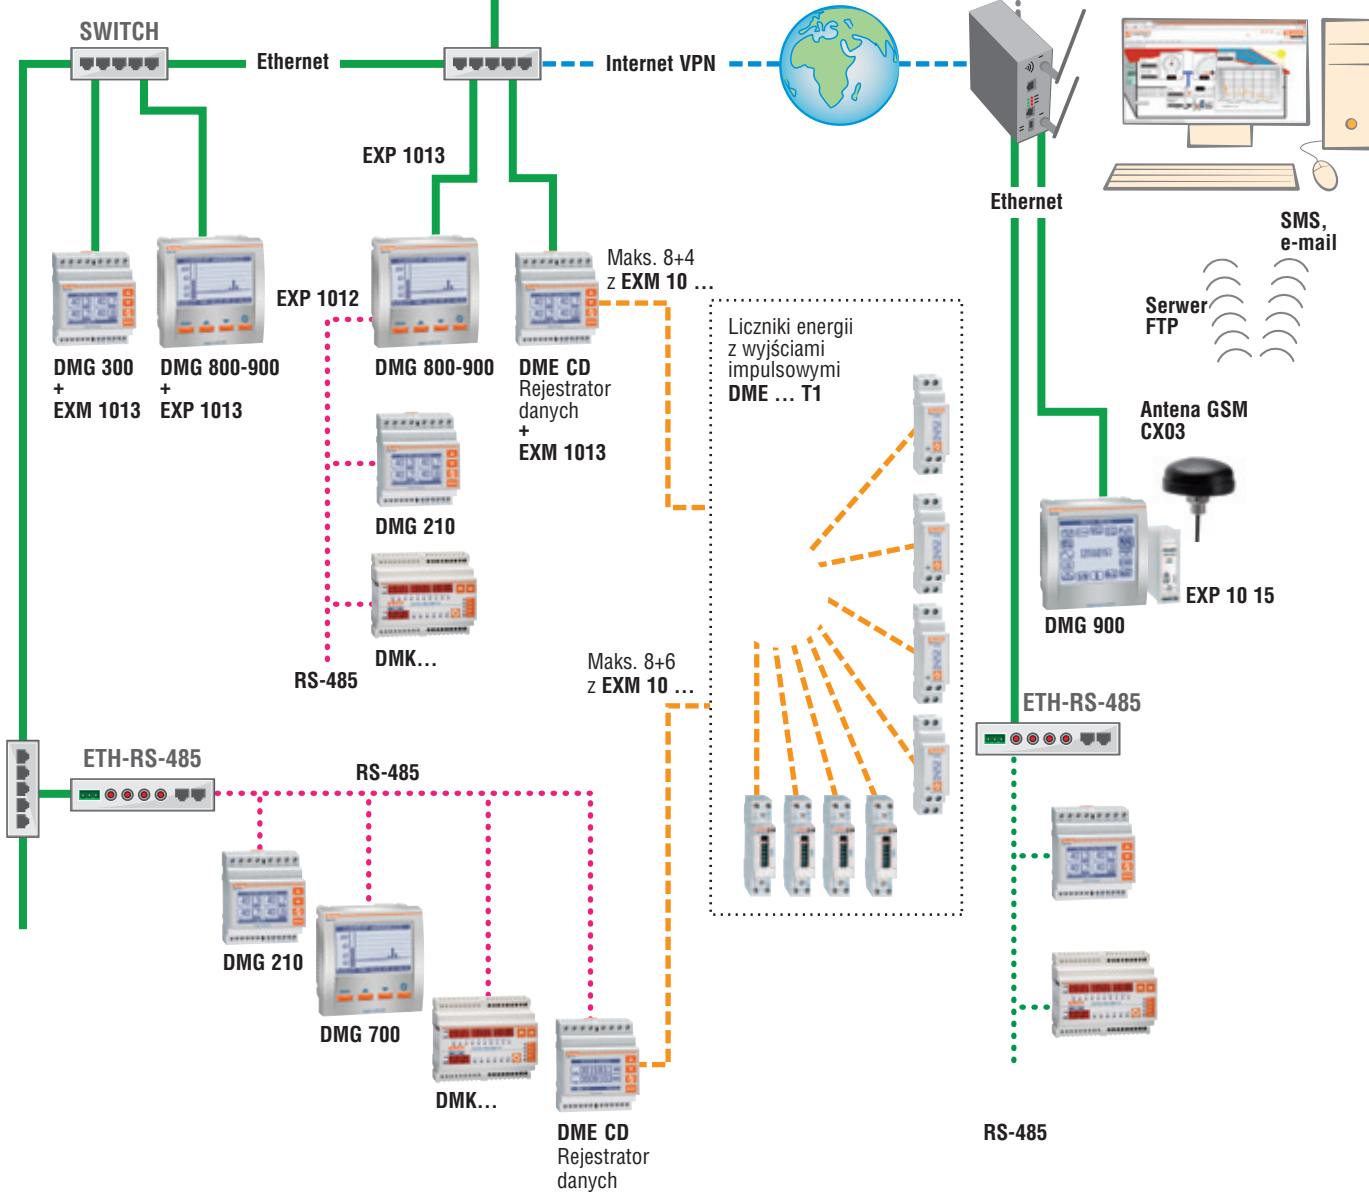 SWITCH
Ethernet
Internet VPN
EXP 1013
Ethernet
SMS,
e-mail
Maks. 8+4
z EXM 10 ...
EXP 1012
Serwer
FTP
Liczniki energii
z wyjściami
impulsowymi
DME ... T1
DMG 300
+
EXM 1013
DMG 800-900
+
EXP 1013
DMG 800-900
DME CD
Rejestrator
danych
+
EXM 1013
Antena GSM
CX03
DMG 210
EXP 10 15
DMG 900
DMK...
RS-485
Maks. 8+6
z EXM 10 ...
ETH-RS-485
ETH-RS-485
RS-485
DMG 210
DMG 700
DMK...
DME CD
Rejestrator
danych
RS-485